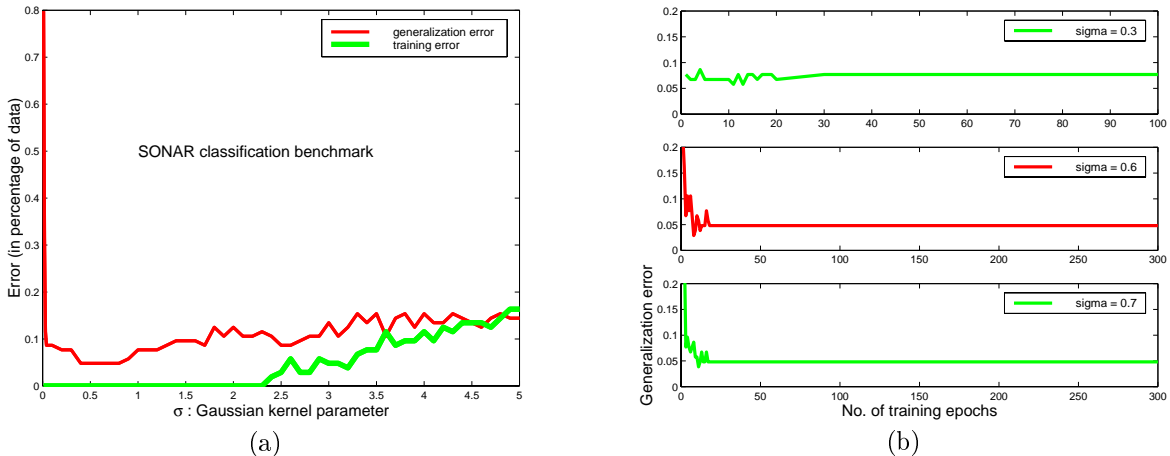 0.8
0.7
0.6
0.5
0.4
0.3
0.2
0.1
0
Error (in percentage of data)
generalization error
training error
SONAR classification benchmark
0 0.5 1 1.5 2 2.5 3 3.5 4 4.5 5
σ : Gaussian kernel parameter
(a)
0.2
0.15
0.1
0.05
0
sigma = 0.3
0 10 20 30 40 50 60 70 80 90 100
0.2
0.15
0.1
0.05
0
sigma = 0.6
0 50 100 150 200 250 300
Generalization error
0.2
0.15
0.1
0.05
0
sigma = 0.7
0 50 100 150 200 250 300
No. of training epochs
(b)